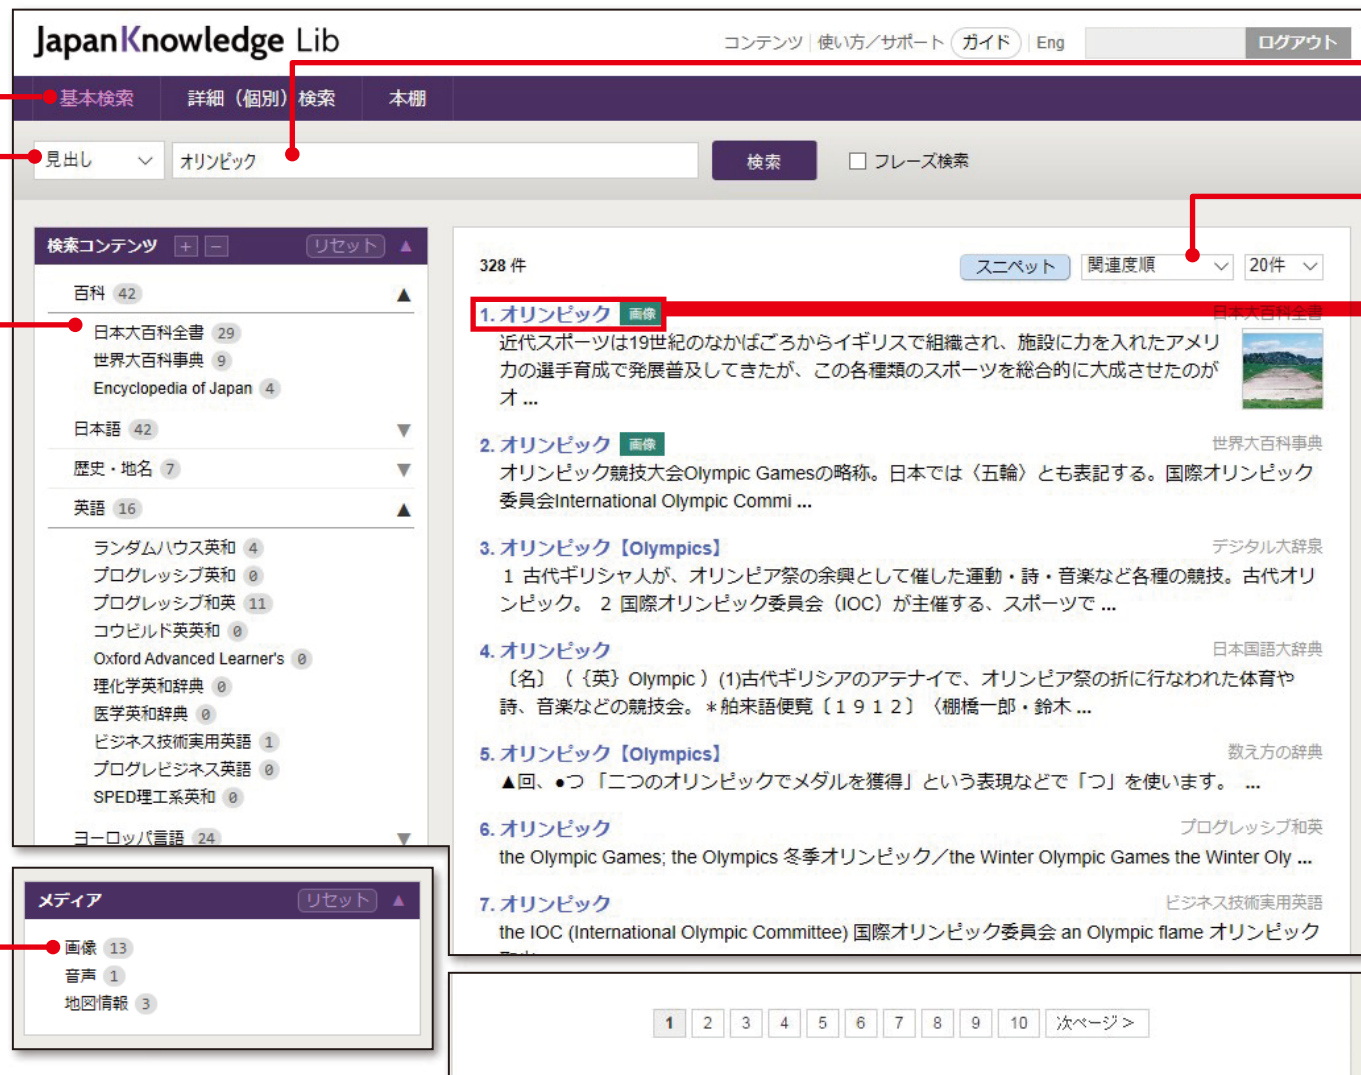 JapanKnowledge Lib
コンテンツ 使い方／サポート ガイド Eng ログアウト
基本検索 詳細（個別）検索 本棚
見出し オリンピック 検索 フレーズ検索
検索コンテンツ + − リセット ▲
百科 42 ▲
日本大百科全書 29
世界大百科事典 9
Encyclopedia of Japan 4
日本語 42 ▼
歴史・地名 7 ▼
英語 16 ▲
ランダムハウス英和 4
プログレッシブ英和 0
プログレッシブ和英 11
コウビルド英英和 0
Oxford Advanced Learner's 0
理化学英和辞典 0
医学英和辞典 0
ビジネス技術実用英語 1
プログレビジネス英語 0
SPED理工系英和 0
ヨーロッパ言語 24 ▼
メディア リセット ▲
画像 13
音声 1
地図情報 3
328 件 スニペット 関連度順 20件
1. オリンピック 画像 日本大百科全書
近代スポーツは19世紀のなかばごろからイギリスで組織され、施設に力を入れたアメリ
カの選手育成で発展普及してきたが、この各種類のスポーツを総合的に大成させたのが
オ ...
2. オリンピック 画像 世界大百科事典
オリンピック競技大会Olympic Gamesの略称。日本では〈五輪〉とも表記する。国際オリンピック
委員会International Olympic Commi ...
3. オリンピック【Olympics】 デジタル大辞泉
1 古代ギリシャ人が、オリンピア祭の余興として催した運動・詩・音楽など各種の競技。古代オリ
ンピック。 2 国際オリンピック委員会（IOC）が主催する、スポーツで ...
4. オリンピック 日本国語大辞典
〔名〕（｛英｝Olympic ）(1)古代ギリシアのアテナイで、オリンピア祭の折に行なわれた体育や
詩、音楽などの競技会。＊舶来語便覧〔１９１２〕〈棚橋一郎・鈴木 ...
5. オリンピック【Olympics】 数え方の辞典
▲回、●つ 「二つのオリンピックでメダルを獲得」という表現などで「つ」を使います。 ...
6. オリンピック プログレッシブ和英
the Olympic Games; the Olympics 冬季オリンピック／the Winter Olympic Games the Winter Oly ...
7. オリンピック ビジネス技術実用英語
the IOC (International Olympic Committee) 国際オリンピック委員会 an Olympic flame オリンピック
1 2 3 4 5 6 7 8 9 10 次ページ >